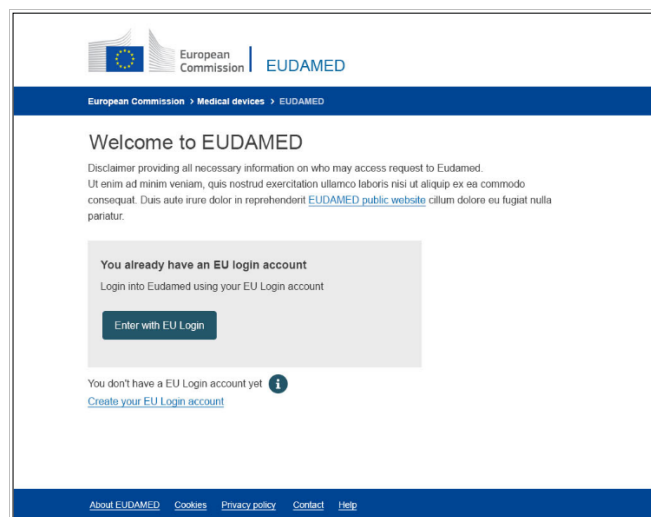 European
Commission
EUDAMED
European Commission > Medical devices > EUDAMED
Welcome to EUDAMED
Disclaimer providing all necessary information on who may access request to Eudamed.
Ut enim ad minim veniam, quis nostrud exercitation ullamco laboris nisi ut aliquip ex ea commodo
consequat. Duis aute irure dolor in reprehenderit EUDAMED public website cillum dolore eu fugiat nulla
pariatur.
You already have an EU login account
Login into Eudamed using your EU Login account
Enter with EU Login
You don't have a EU Login account yet i
Create your EU Login account
About EUDAMED Cookies Privacy policy Contact Help